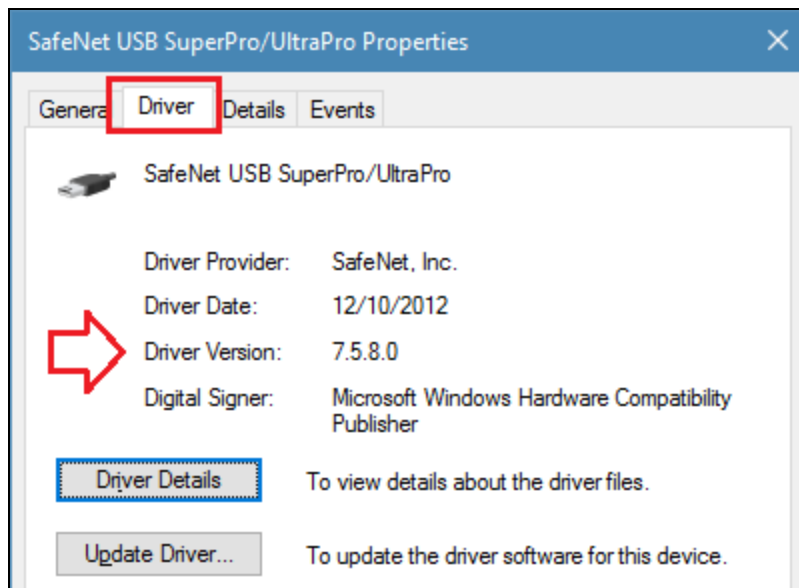 SafeNet USB SuperPro/UltraPro Properties
General Driver Details Events
SafeNet USB SuperPro/UltraPro
Driver Provider: SafeNet, Inc.
Driver Date: 12/10/2012
Driver Version: 7.5.8.0
Digital Signer: Microsoft Windows Hardware Compatibility
Publisher
Driver Details To view details about the driver files.
Update Driver... To update the driver software for this device.